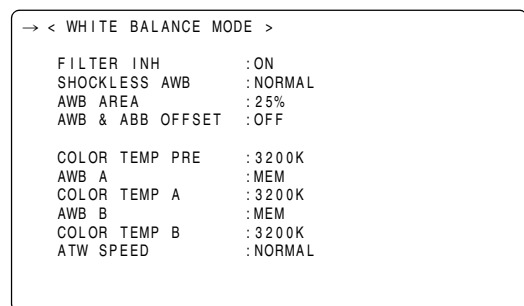 → < WHITE BALANCE MODE >
FILTER INH :ON
SHOCKLESS AWB :NORMAL
AWB AREA :25%
AWB & ABB OFFSET :OFF
COLOR TEMP PRE :3200K
AWB A :MEM
COLOR TEMP A :3200K
AWB B :MEM
COLOR TEMP B :3200K
ATW SPEED :NORMAL